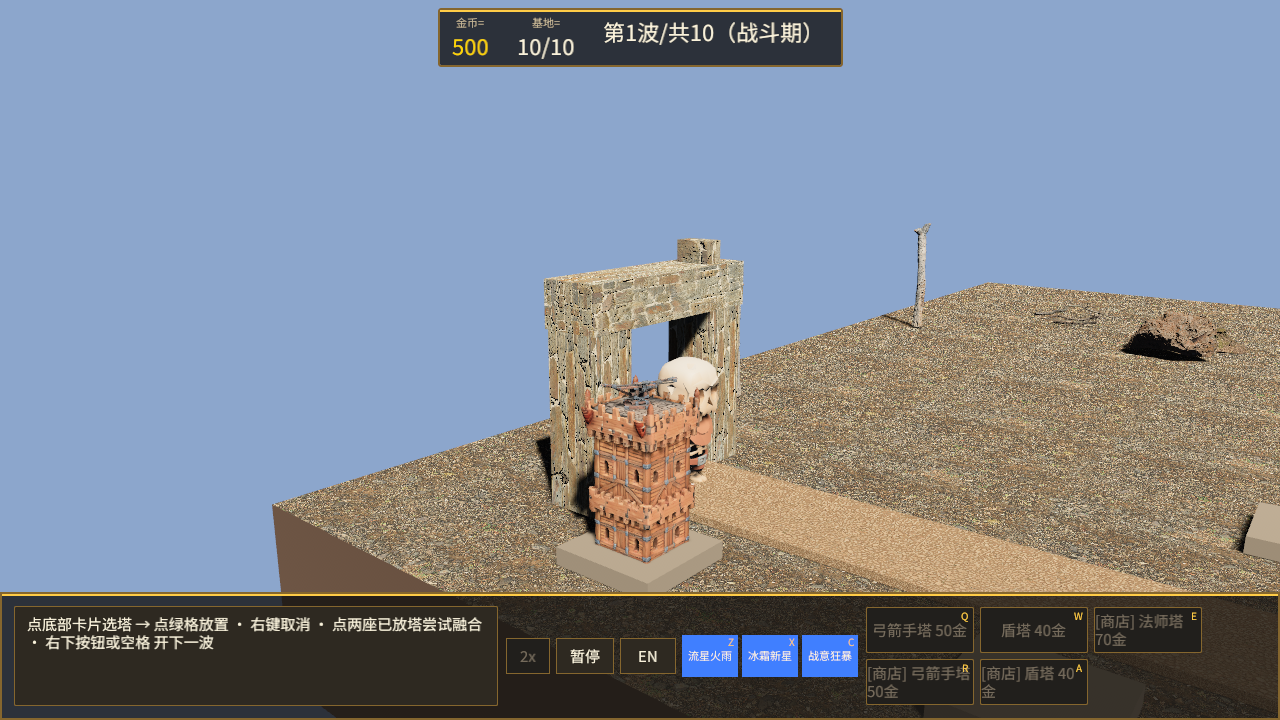 金币=
500
基地=
10/10
第1波/共10（战斗期）
点底部卡片选塔 → 点绿格放置 · 右键取消 · 点两座已放塔尝试融合
· 右下按钮或空格 开下一波
2x
暂停
EN
流星火雨 Z
冰霜新星 X
战意狂暴 C
弓箭手塔 50金 Q
盾塔 40金 W
[商店] 法师塔 E
70金
[商店] 弓箭手塔 R
50金
[商店] 盾塔 40 A
金